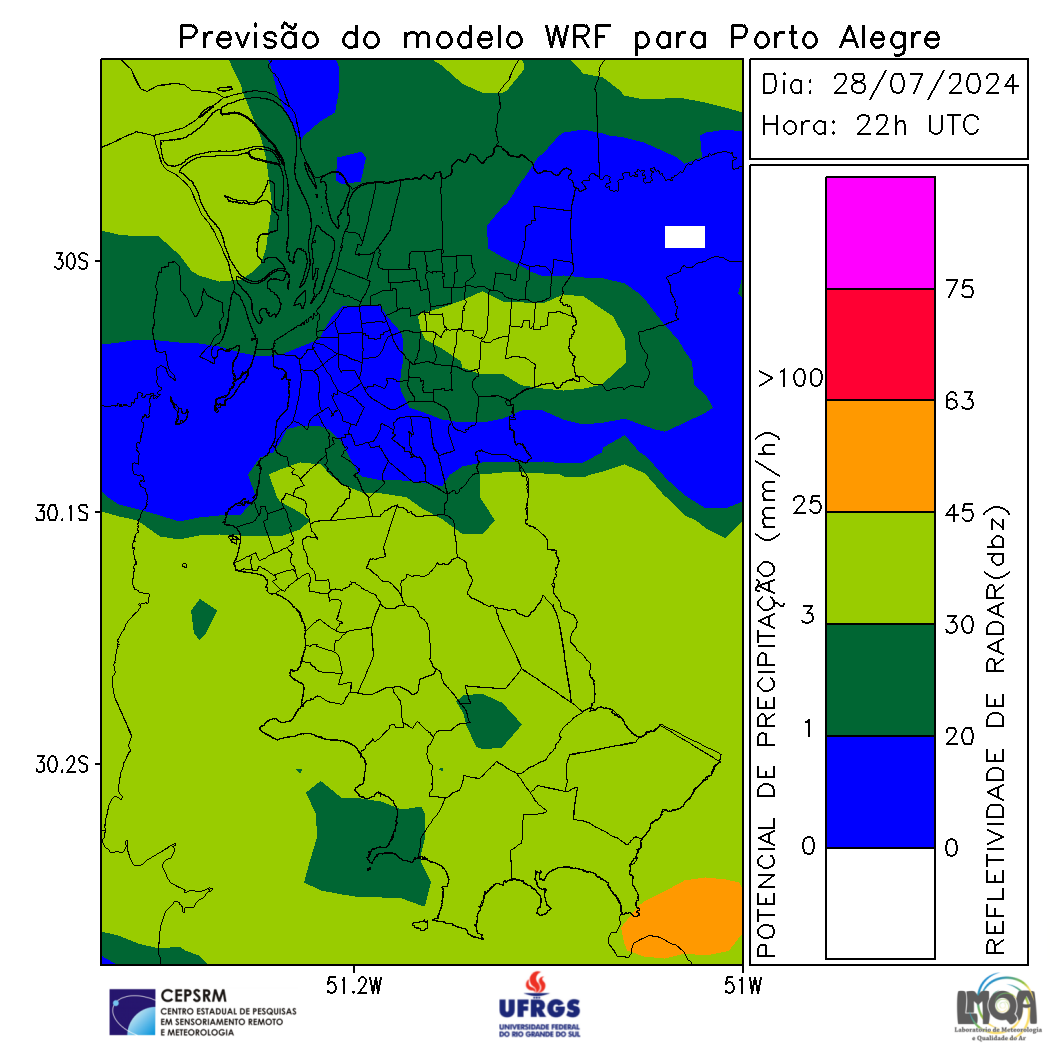 Previsão do modelo WRF para Porto Alegre
Dia: 28/07/2024
Hora: 22h UTC
30S
30.1S
30.2S
51.2W
51W
POTENCIAL DE PRECIPITAÇÃO (mm/h)
>100
25
3
1
0
75
63
45
30
20
0
REFLETIVIDADE DE RADAR(dbz)
CEPSRM
CENTRO ESTADUAL DE PESQUISAS
EM SENSORIAMENTO REMOTO
E METEOROLOGIA
UFRGS
UNIVERSIDADE FEDERAL
DO RIO GRANDE DO SUL
LMQA
Laboratório de Meteorologia
e Qualidade do Ar